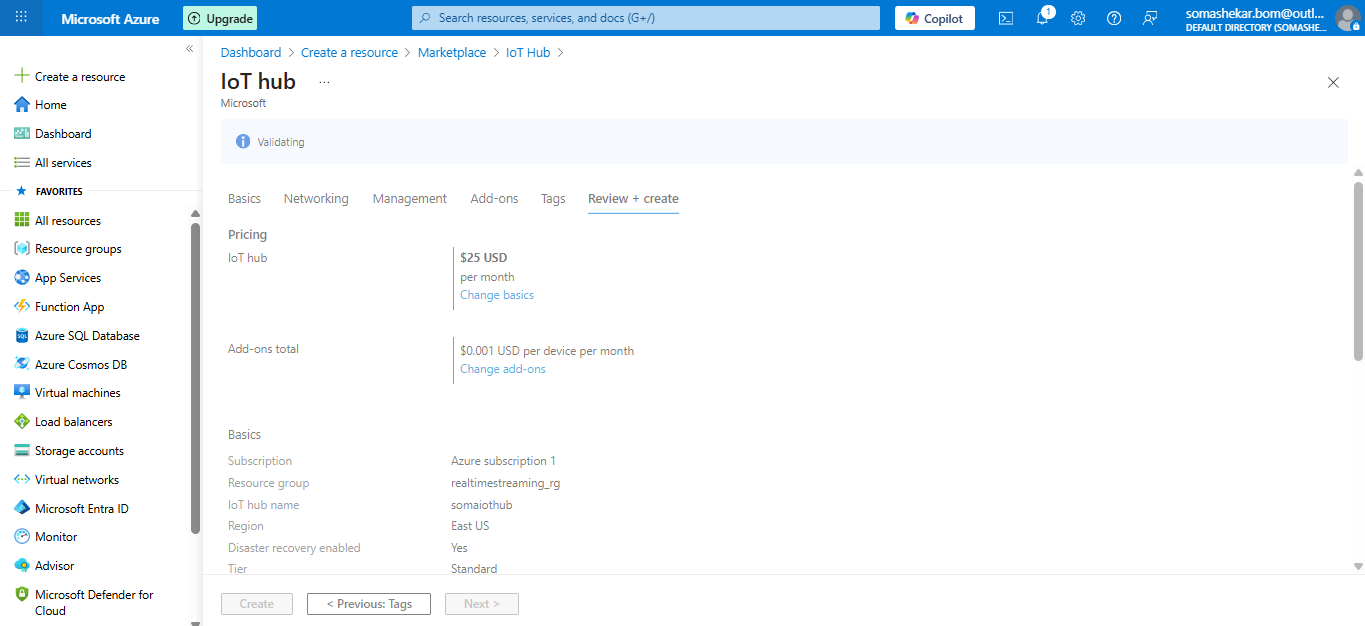 Microsoft Azure
Upgrade
Search resources, services, and docs (G+/)
Copilot
1
somashekar.bom@outl...
DEFAULT DIRECTORY (SOMASHE...
«
Create a resource
Home
Dashboard
All services
FAVORITES
All resources
Resource groups
App Services
Function App
Azure SQL Database
Azure Cosmos DB
Virtual machines
Load balancers
Storage accounts
Virtual networks
Microsoft Entra ID
Monitor
Advisor
Microsoft Defender for
Cloud
Dashboard > Create a resource > Marketplace > IoT Hub >
IoT hub ...
Microsoft
Validating
Basics Networking Management Add-ons Tags Review + create
Pricing
IoT hub
$25 USD
per month
Change basics
Add-ons total
$0.001 USD per device per month
Change add-ons
Basics
Subscription Azure subscription 1
Resource group realtimestreaming_rg
IoT hub name somaiothub
Region East US
Disaster recovery enabled Yes
Tier Standard
Create < Previous: Tags Next >